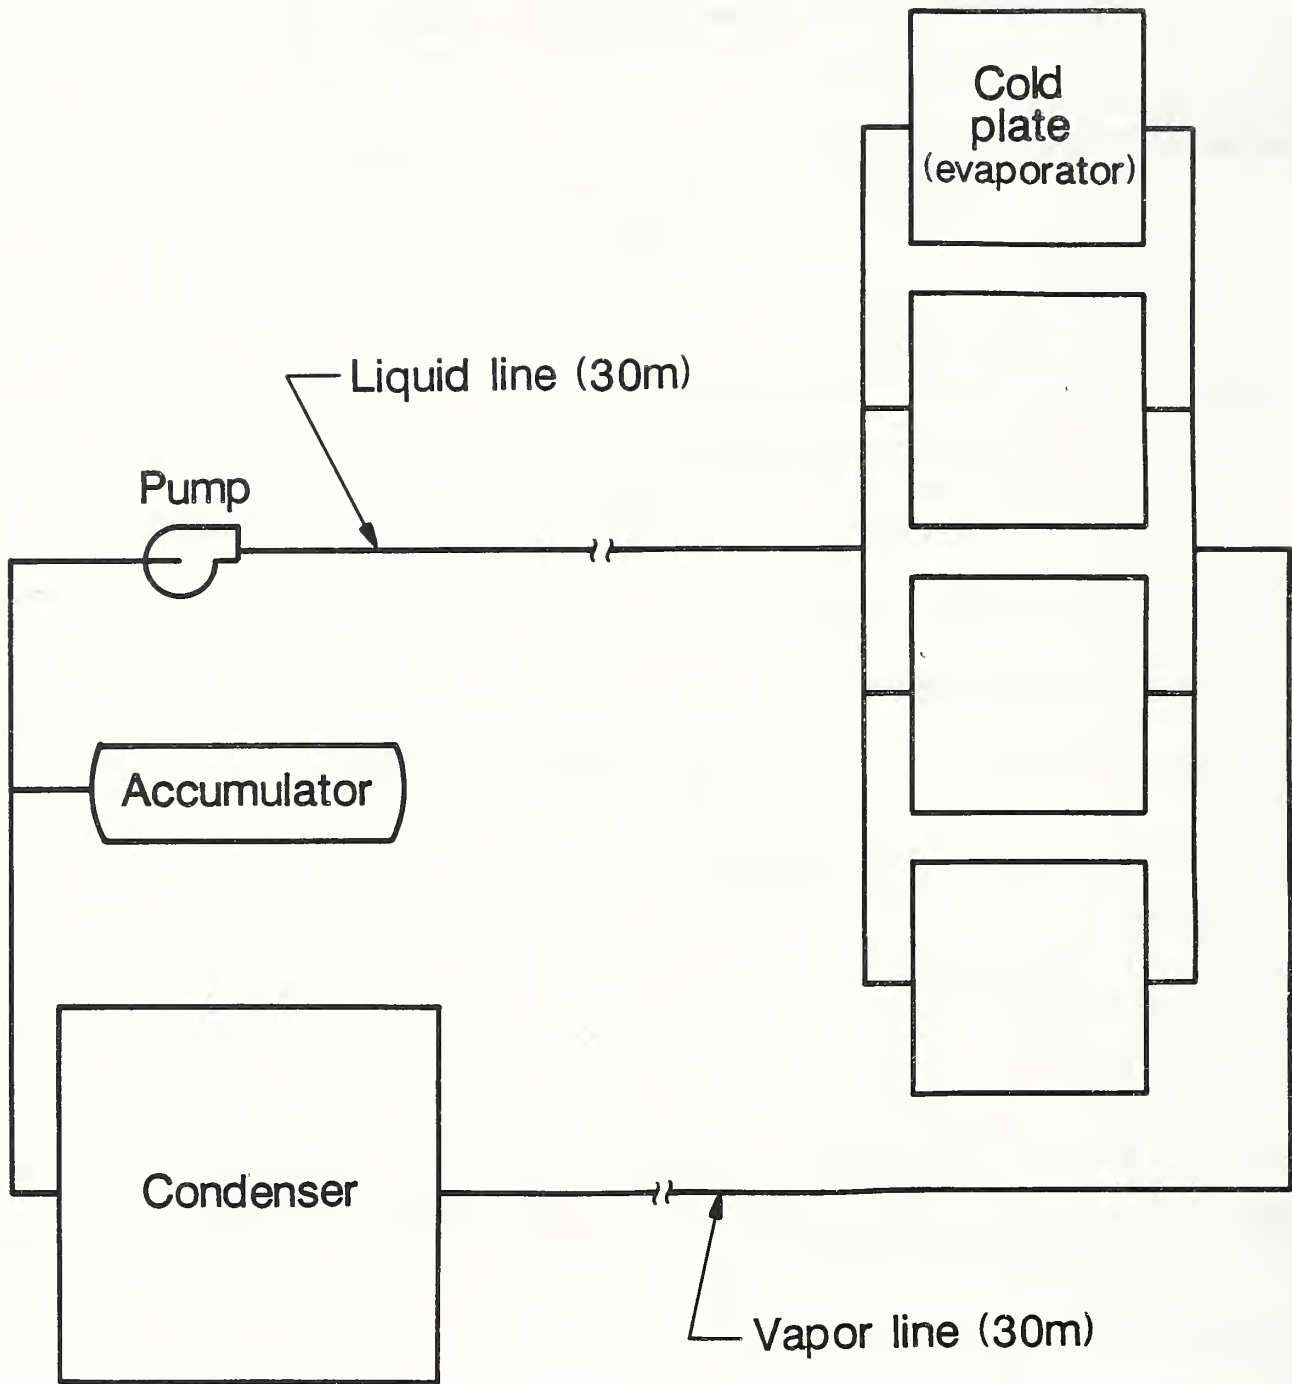 Cold
plate
(evaporator)
Liquid line (30m)
Pump
Accumulator
Condenser
Vapor line (30m)